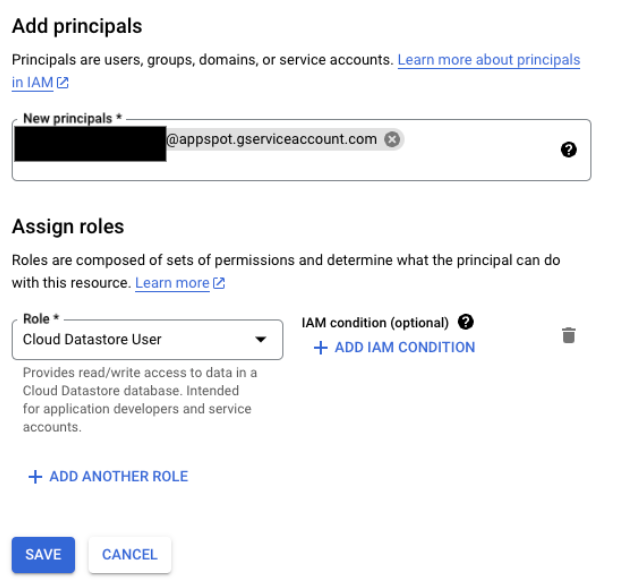 Add principals
Principals are users, groups, domains, or service accounts. Learn more about principals
in IAM
New principals *
@appspot.gserviceaccount.com
Assign roles
Roles are composed of sets of permissions and determine what the principal can do
with this resource. Learn more
Role *
IAM condition (optional)
Cloud Datastore User
+ ADD IAM CONDITION
Provides read/write access to data in a
Cloud Datastore database. Intended
for application developers and service
accounts.
+ ADD ANOTHER ROLE
SAVE CANCEL